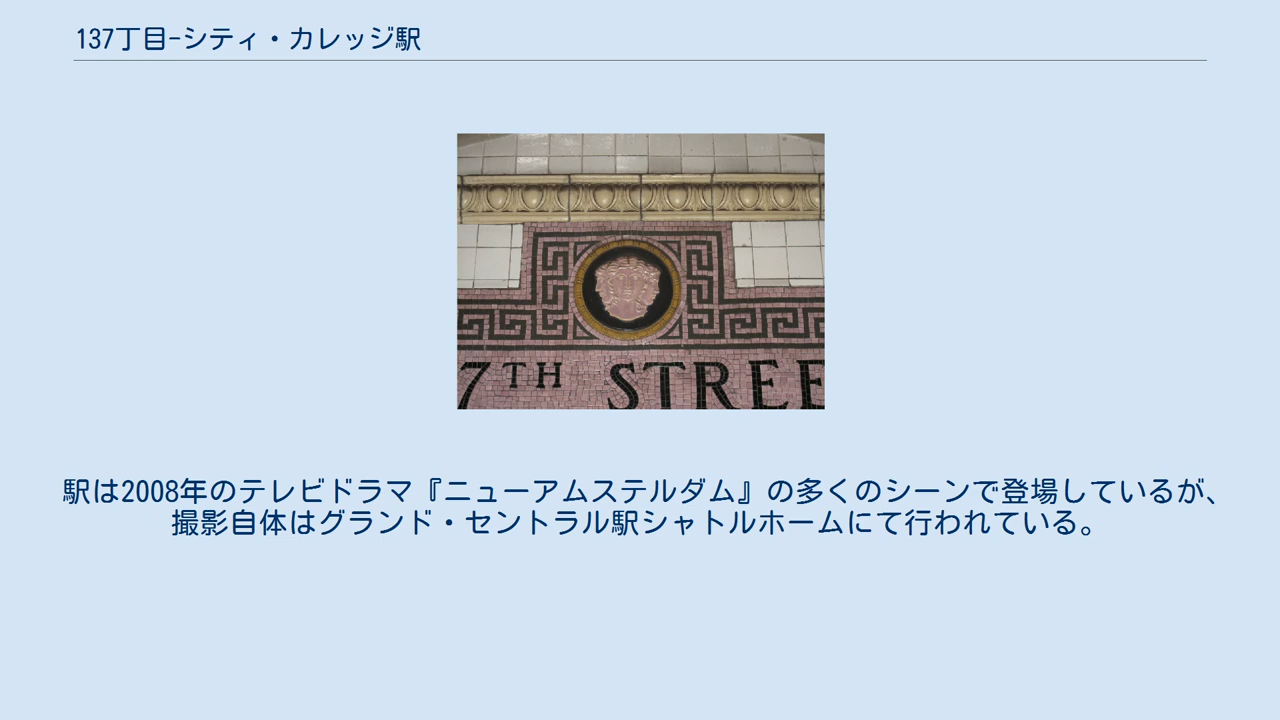 137丁目-シティ・カレッジ駅
7TH STREE
駅は2008年のテレビドラマ『ニューアムステルダム』の多くのシーンで登場しているが、
撮影自体はグランド・セントラル駅シャトルホームにて行われている。